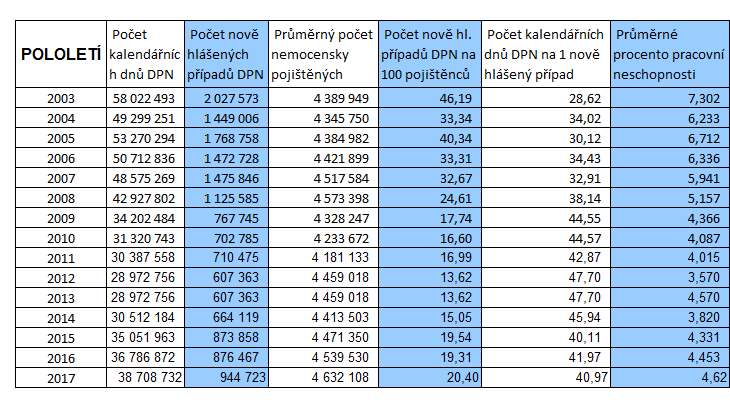 POLOLETÍ Počet kalendářníc h dnů DPN Počet nově hlášených případů DPN Průměrný počet nemocensky pojištěných Počet nově hl. případů DPN na 100 pojištěnců Počet kalendářních dnů DPN na 1 nově hlášený případ Průměrné procento pracovní neschopnosti
2003 58 022 493 2 027 573 4 389 949 46,19 28,62 7,302
2004 49 299 251 1 449 006 4 345 750 33,34 34,02 6,233
2005 53 270 294 1 768 758 4 384 982 40,34 30,12 6,712
2006 50 712 836 1 472 728 4 421 899 33,31 34,43 6,336
2007 48 575 269 1 475 846 4 517 584 32,67 32,91 5,941
2008 42 927 802 1 125 585 4 573 398 24,61 38,14 5,157
2009 34 202 484 767 745 4 328 247 17,74 44,55 4,366
2010 31 320 743 702 785 4 233 672 16,60 44,57 4,087
2011 30 387 558 710 475 4 181 133 16,99 42,87 4,015
2012 28 972 756 607 363 4 459 018 13,62 47,70 3,570
2013 28 972 756 607 363 4 459 018 13,62 47,70 4,570
2014 30 512 184 664 119 4 413 503 15,05 45,94 3,820
2015 35 051 963 873 858 4 471 350 19,54 40,11 4,331
2016 36 786 872 876 467 4 539 530 19,31 41,97 4,453
2017 38 708 732 944 723 4 632 108 20,40 40,97 4,62